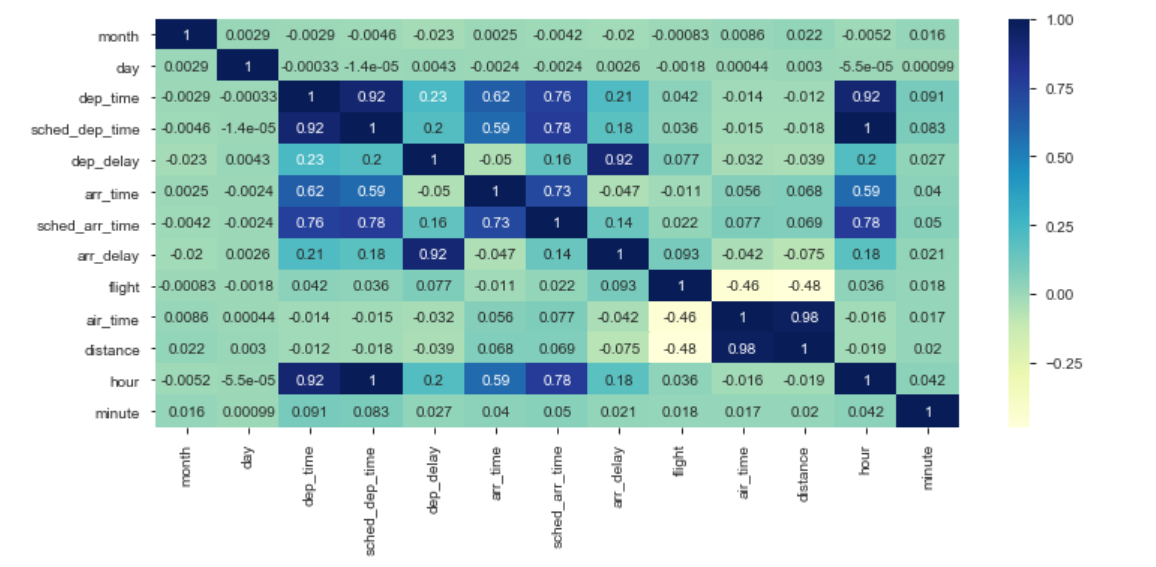 month 1 0.0029 -0.0029 -0.0046 -0.023 0.0025 -0.0042 -0.02 -0.00083 0.0086 0.022 -0.0052 0.016
day 0.0029 1 -0.00033 -1.4e-05 0.0043 -0.0024 -0.0024 0.0026 -0.0018 0.00044 0.003 -5.5e-05 0.00099
dep_time -0.0029 -0.00033 1 0.92 0.23 0.62 0.76 0.21 0.042 -0.014 -0.012 0.92 0.091
sched_dep_time -0.0046 -1.4e-05 0.92 1 0.2 0.59 0.78 0.18 0.036 -0.015 -0.018 1 0.083
dep_delay -0.023 0.0043 0.23 0.2 1 -0.05 0.16 0.92 0.077 -0.032 -0.039 0.2 0.027
arr_time 0.0025 -0.0024 0.62 0.59 -0.05 1 0.73 -0.047 -0.011 0.056 0.068 0.59 0.04
sched_arr_time -0.0042 -0.0024 0.76 0.78 0.16 0.73 1 0.14 0.022 0.077 0.069 0.78 0.05
arr_delay -0.02 0.0026 0.21 0.18 0.92 -0.047 0.14 1 0.093 -0.042 -0.075 0.18 0.021
flight -0.00083 -0.0018 0.042 0.036 0.077 -0.011 0.022 0.093 1 -0.46 -0.48 0.036 0.018
air_time 0.0086 0.00044 -0.014 -0.015 -0.032 0.056 0.077 -0.042 -0.46 1 0.98 -0.016 0.017
distance 0.022 0.003 -0.012 -0.018 -0.039 0.068 0.069 -0.075 -0.48 0.98 1 -0.019 0.02
hour -0.0052 -5.5e-05 0.92 1 0.2 0.59 0.78 0.18 0.036 -0.016 -0.019 1 0.042
minute 0.016 0.00099 0.091 0.083 0.027 0.04 0.05 0.021 0.018 0.017 0.02 0.042 1
month day dep_time sched_dep_time dep_delay arr_time sched_arr_time arr_delay flight air_time distance hour minute
1.00
0.75
0.50
0.25
0.00
-0.25